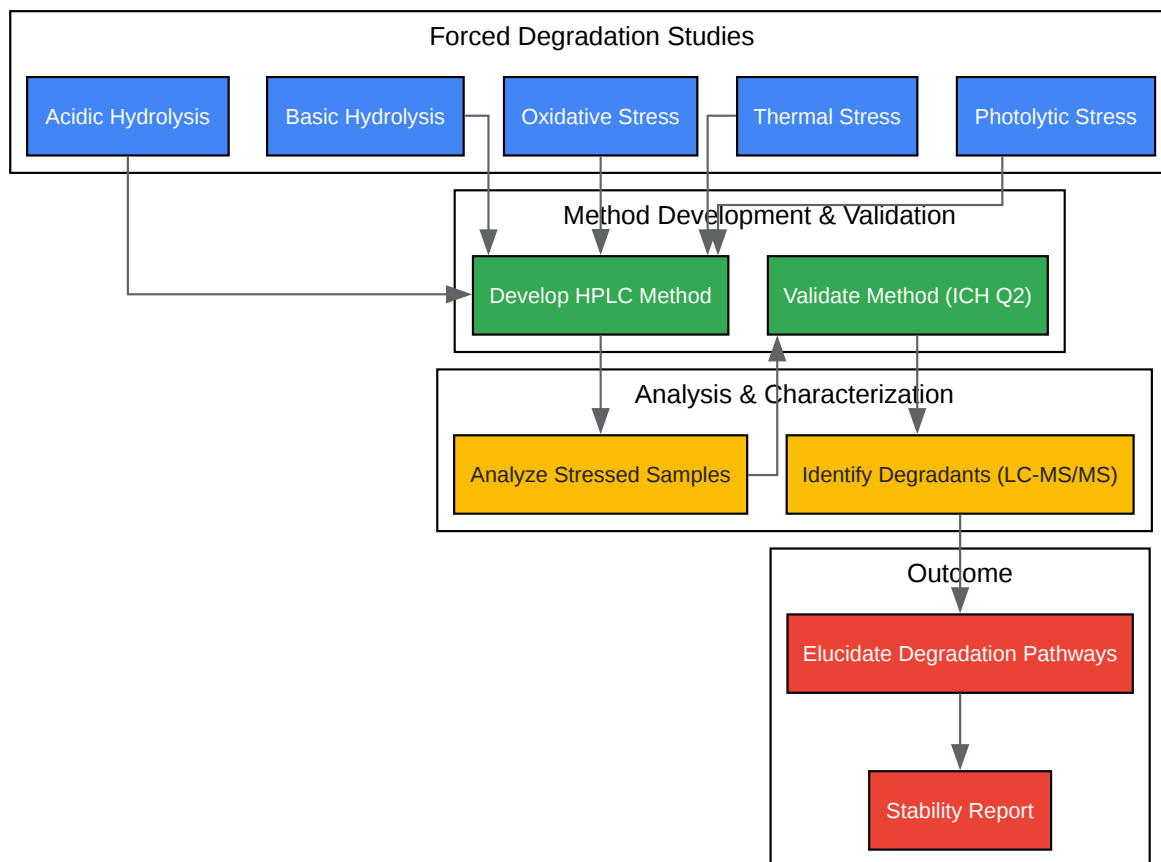 Forced Degradation Studies
Acidic Hydrolysis
Basic Hydrolysis
Oxidative Stress
Thermal Stress
Photolytic Stress
Method Development & Validation
Develop HPLC Method
Validate Method (ICH Q2)
Analysis & Characterization
Analyze Stressed Samples
Identify Degradants (LC-MS/MS)
Outcome
Elucidate Degradation Pathways
Stability Report